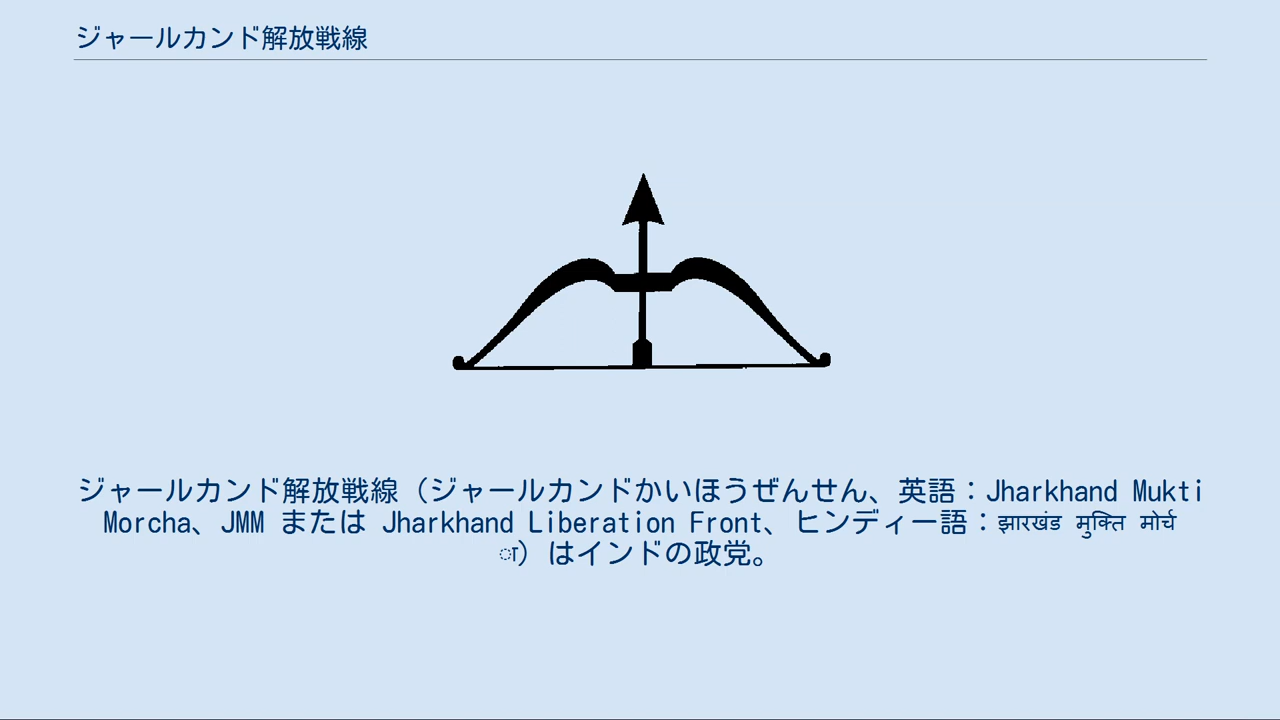 ジャールカンド解放戦線
ジャールカンド解放戦線（ジャールカンドかいほうぜんせん、英語：Jharkhand Mukti
Morcha、JMM または Jharkhand Liberation Front、ヒンディー語：झारखंड मुक्ति मोर्च
ा）はインドの政党。